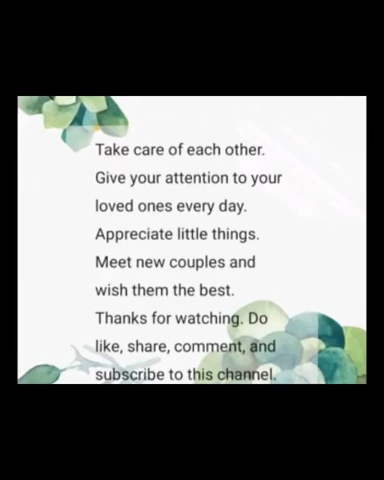 Take care of each other.
Give your attention to your
loved ones every day.
Appreciate little things.
Meet new couples and
wish them the best.
Thanks for watching. Do
like, share, comment, and
subscribe to this channel.